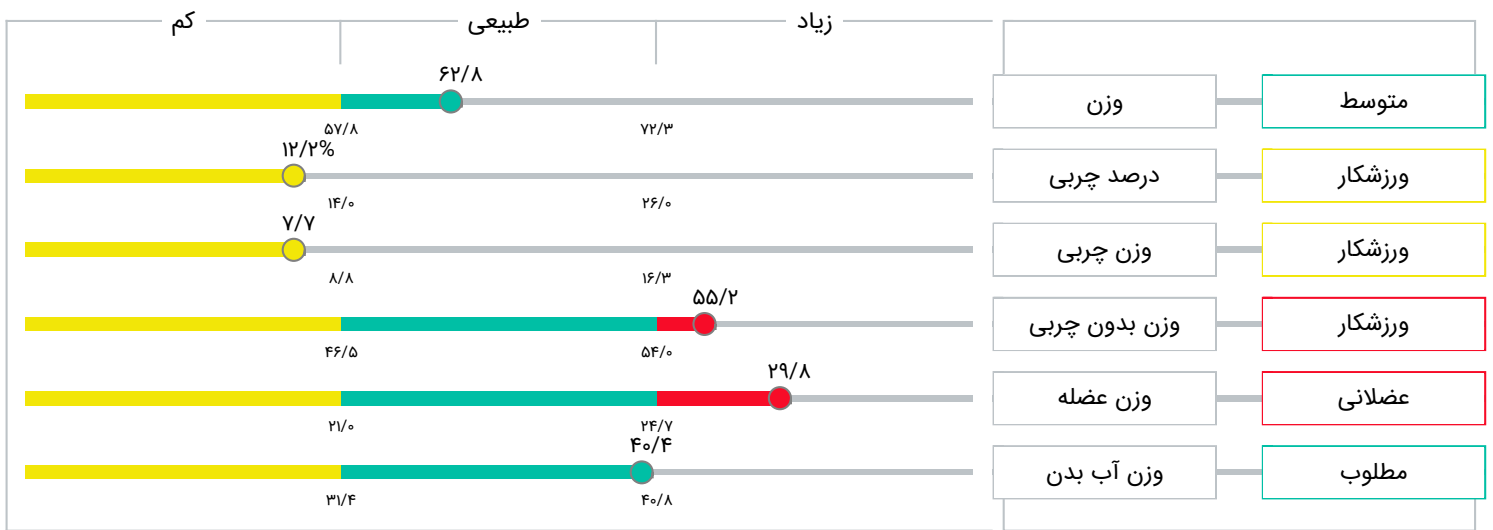 زیاد طبیعی کم
متوسط وزن ۶۲/۸
۷۲/۳ ۵۷/۸
ورزشکار درصد چربی ۱۲/۲%
۲۶/۰ ۱۴/۰
ورزشکار وزن چربی ۷/۷
۱۶/۳ ۸/۸
ورزشکار وزن بدون چربی ۵۵/۲
۵۴/۰ ۴۶/۵
عضلانی وزن عضله ۲۹/۸
۲۴/۷ ۲۱/۰
مطلوب وزن آب بدن ۴۰/۴
۴۰/۸ ۳۱/۴